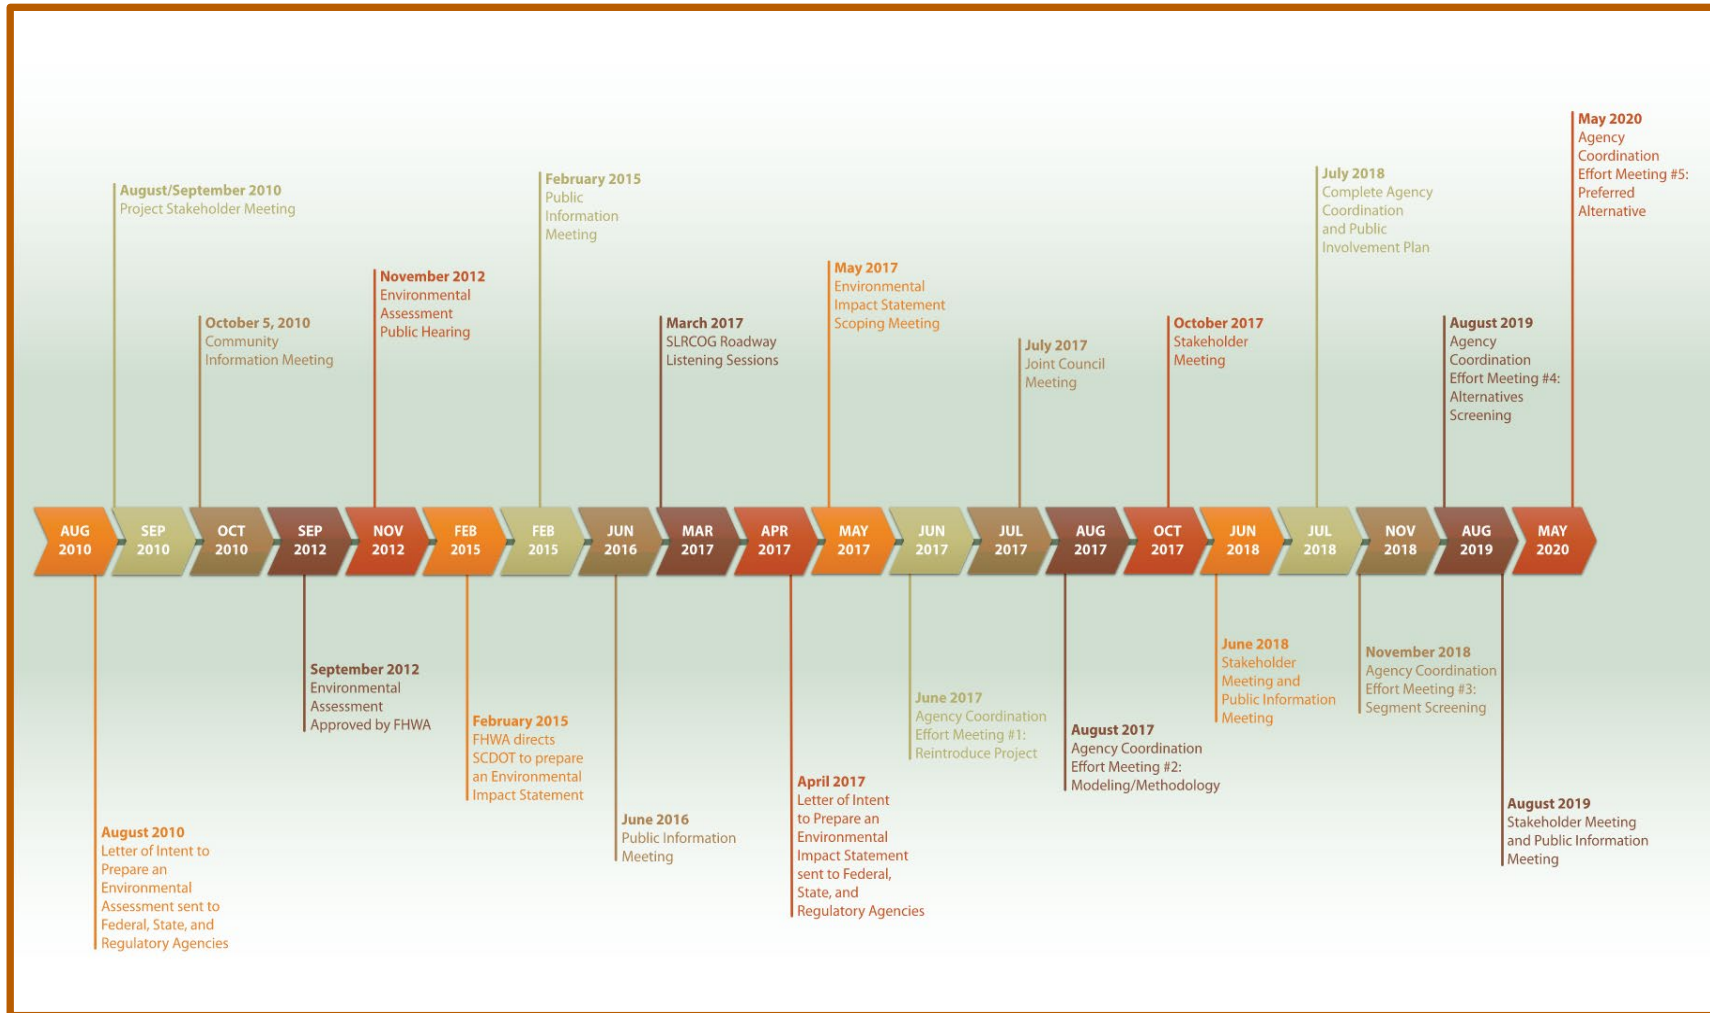 August/September 2010
Project Stakeholder Meeting
October 5, 2010
Community
Information Meeting
November 2012
Environmental
Assessment
Public Hearing
February 2015
Public
Information
Meeting
March 2017
SLRCOG Roadway
Listening Sessions
May 2017
Environmental
Impact Statement
Scoping Meeting
July 2017
Joint Council
Meeting
October 2017
Stakeholder
Meeting
July 2018
Complete Agency
Coordination
and Public
Involvement Plan
August 2019
Agency
Coordination
Effort Meeting #4:
Alternatives
Screening
May 2020
Agency
Coordination
Effort Meeting #5:
Preferred
Alternative
AUG
2010
SEP
2010
OCT
2010
SEP
2012
NOV
2012
FEB
2015
FEB
2015
JUN
2016
MAR
2017
APR
2017
MAY
2017
JUN
2017
JUL
2017
AUG
2017
OCT
2017
JUN
2018
JUL
2018
NOV
2018
AUG
2019
MAY
2020
August 2010
Letter of Intent to
Prepare an
Environmental
Assessment sent to
Federal, State, and
Regulatory Agencies
September 2012
Environmental
Assessment
Approved by FHWA
February 2015
FHWA directs
SCDOT to prepare
an Environmental
Impact Statement
June 2016
Public Information
Meeting
April 2017
Letter of Intent
to Prepare an
Environmental
Impact Statement
sent to Federal,
State, and
Regulatory Agencies
June 2017
Agency Coordination
Effort Meeting #1:
Reintroduce Project
August 2017
Agency Coordination
Effort Meeting #2:
Modeling/Methodology
June 2018
Stakeholder
Meeting and
Public Information
Meeting
November 2018
Agency Coordination
Effort Meeting #3:
Segment Screening
August 2019
Stakeholder Meeting
and Public Information
Meeting